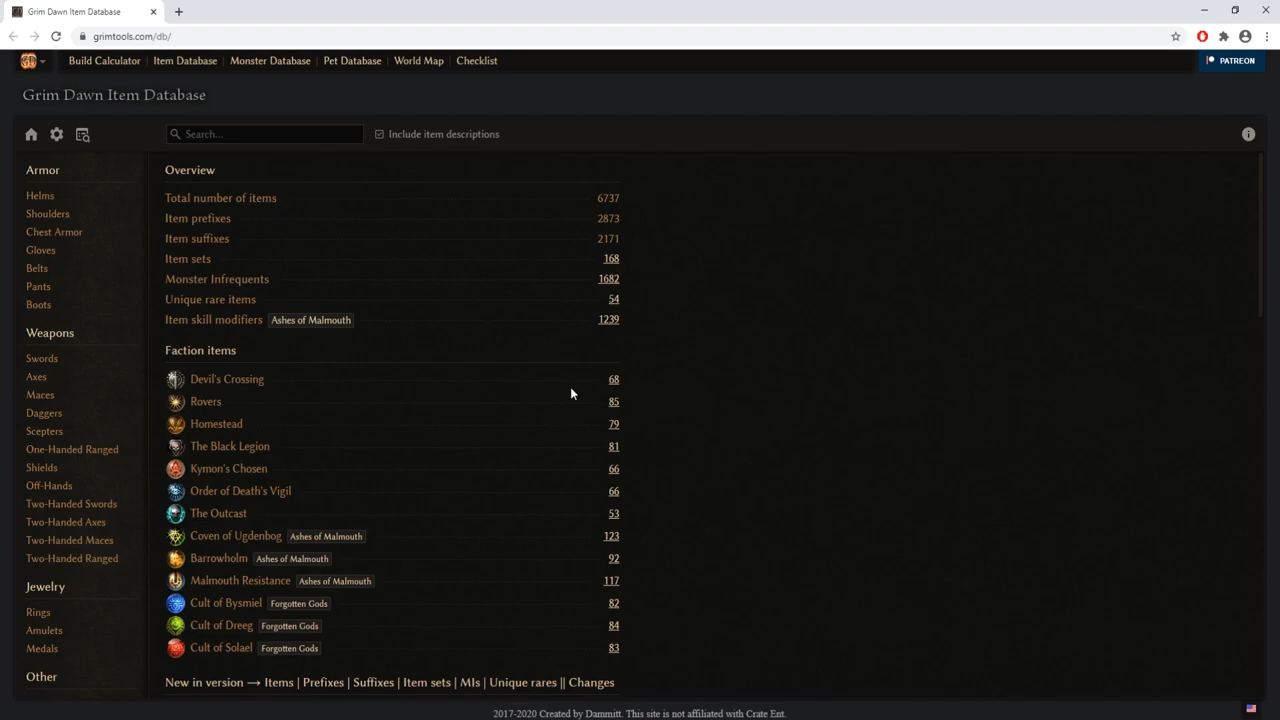 Grim Dawn Item Database
grimtools.com/db/
Build Calculator Item Database Monster Database Pet Database World Map Checklist PATREON
Grim Dawn Item Database
Search... Include item descriptions
Armor
Helms
Shoulders
Chest Armor
Gloves
Belts
Pants
Boots
Weapons
Swords
Axes
Maces
Daggers
Scepters
One-Handed Ranged
Shields
Off-Hands
Two-Handed Swords
Two-Handed Axes
Two-Handed Maces
Two-Handed Ranged
Jewelry
Rings
Amulets
Medals
Other
Overview
Total number of items 6737
Item prefixes 2873
Item suffixes 2171
Item sets 168
Monster Infrequents 1682
Unique rare items 54
Item skill modifiers Ashes of Malmouth 1239
Faction items
Devil's Crossing 68
Rovers 85
Homestead 79
The Black Legion 81
Kymon's Chosen 66
Order of Death's Vigil 66
The Outcast 53
Coven of Ugdenbog Ashes of Malmouth 123
Barrowholm Ashes of Malmouth 92
Malmouth Resistance Ashes of Malmouth 117
Cult of Bysmiel Forgotten Gods 82
Cult of Dreeg Forgotten Gods 84
Cult of Solael Forgotten Gods 83
New in version → Items | Prefixes | Suffixes | Item sets | MIs | Unique rares || Changes
2017-2020 Created by Dammitt. This site is not affiliated with Crate Ent.